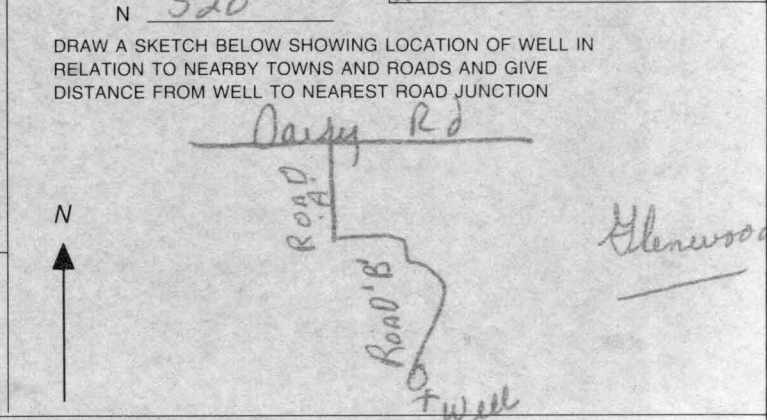 N 520
DRAW A SKETCH BELOW SHOWING LOCATION OF WELL IN
RELATION TO NEARBY TOWNS AND ROADS AND GIVE
DISTANCE FROM WELL TO NEAREST ROAD JUNCTION
Daisy Rd
ROAD 'A'
N
Glenwood
ROAD 'B'
+ Well